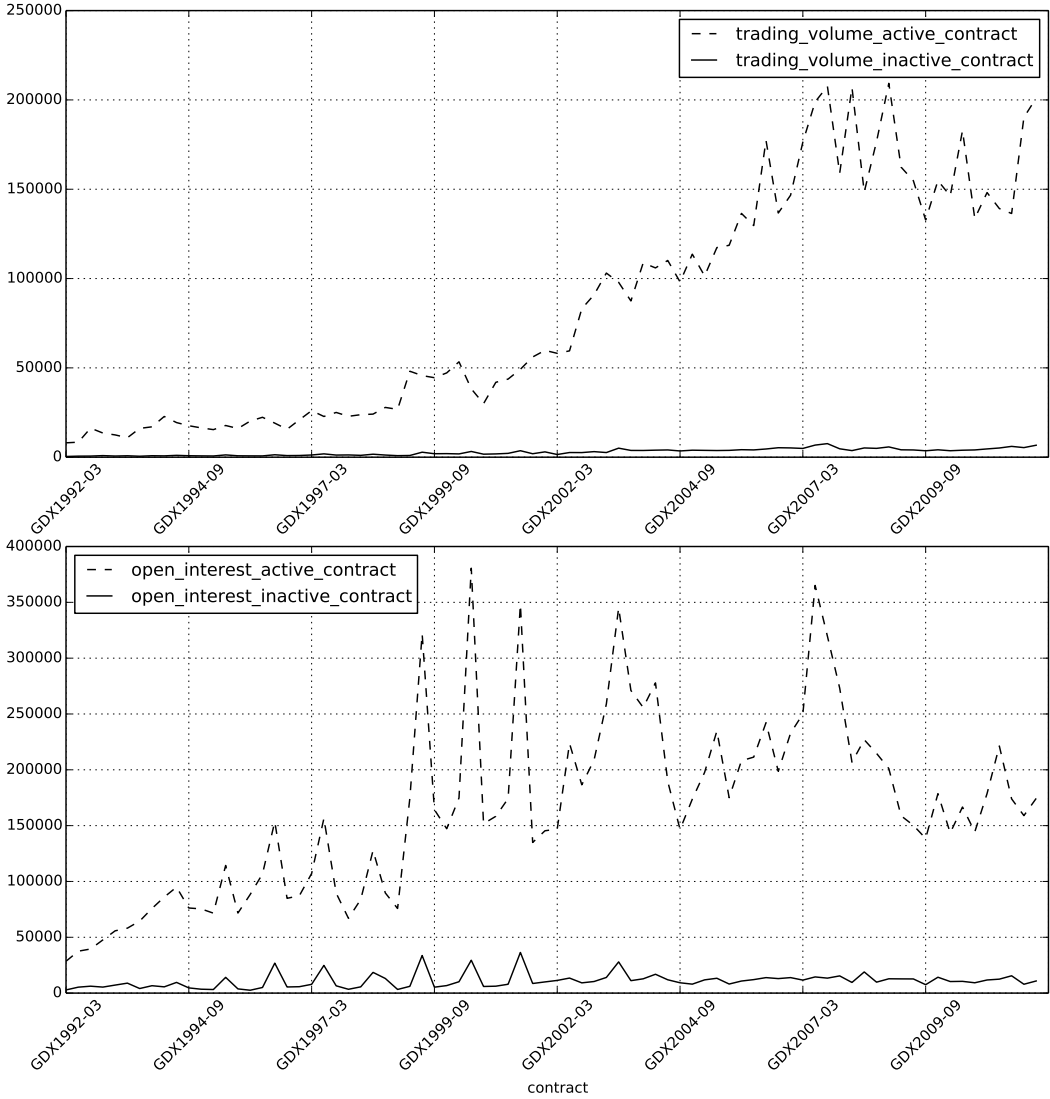 250000
200000
150000
100000
50000
0
trading_volume_active_contract
trading_volume_inactive_contract
GDX1992-03
GDX1994-09
GDX1997-03
GDX1999-09
GDX2002-03
GDX2004-09
GDX2007-03
GDX2009-09
400000
350000
300000
250000
200000
150000
100000
50000
0
open_interest_active_contract
open_interest_inactive_contract
GDX1992-03
GDX1994-09
GDX1997-03
GDX1999-09
GDX2002-03
GDX2004-09
GDX2007-03
GDX2009-09
contract